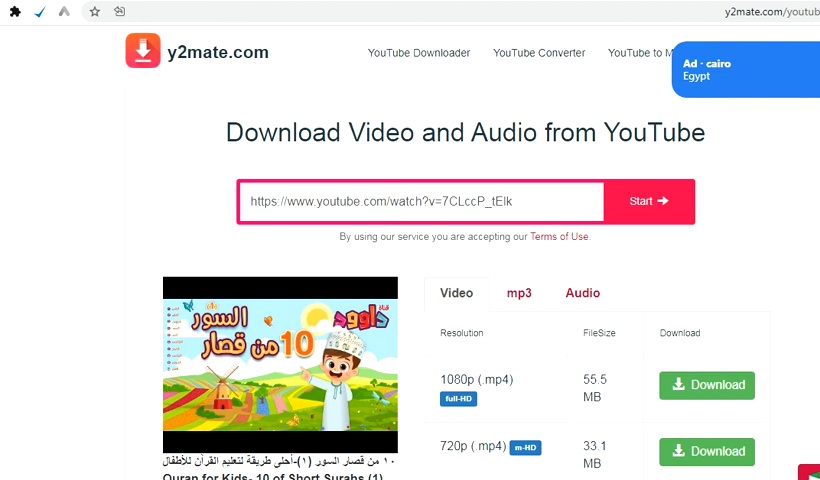 y2mate.com/youtub
y2mate.com
YouTube Downloader
YouTube Converter
YouTube to M
Ad - cairo
Egypt
Download Video and Audio from YouTube
https://www.youtube.com/watch?v=7CLccP_tElk
Start
By using our service you are accepting our Terms of Use.
قناة
داوود
السور
10 من قصار
١٠ من قصار السور (١)-أحلى طريقة لتعليم القرآن للأطفال
Quran for Kids- 10 of Short Surahs (1)
Video
mp3
Audio
Resolution
FileSize
Download
1080p (.mp4)
full-HD
55.5
MB
Download
720p (.mp4) m-HD
33.1
MB
Download